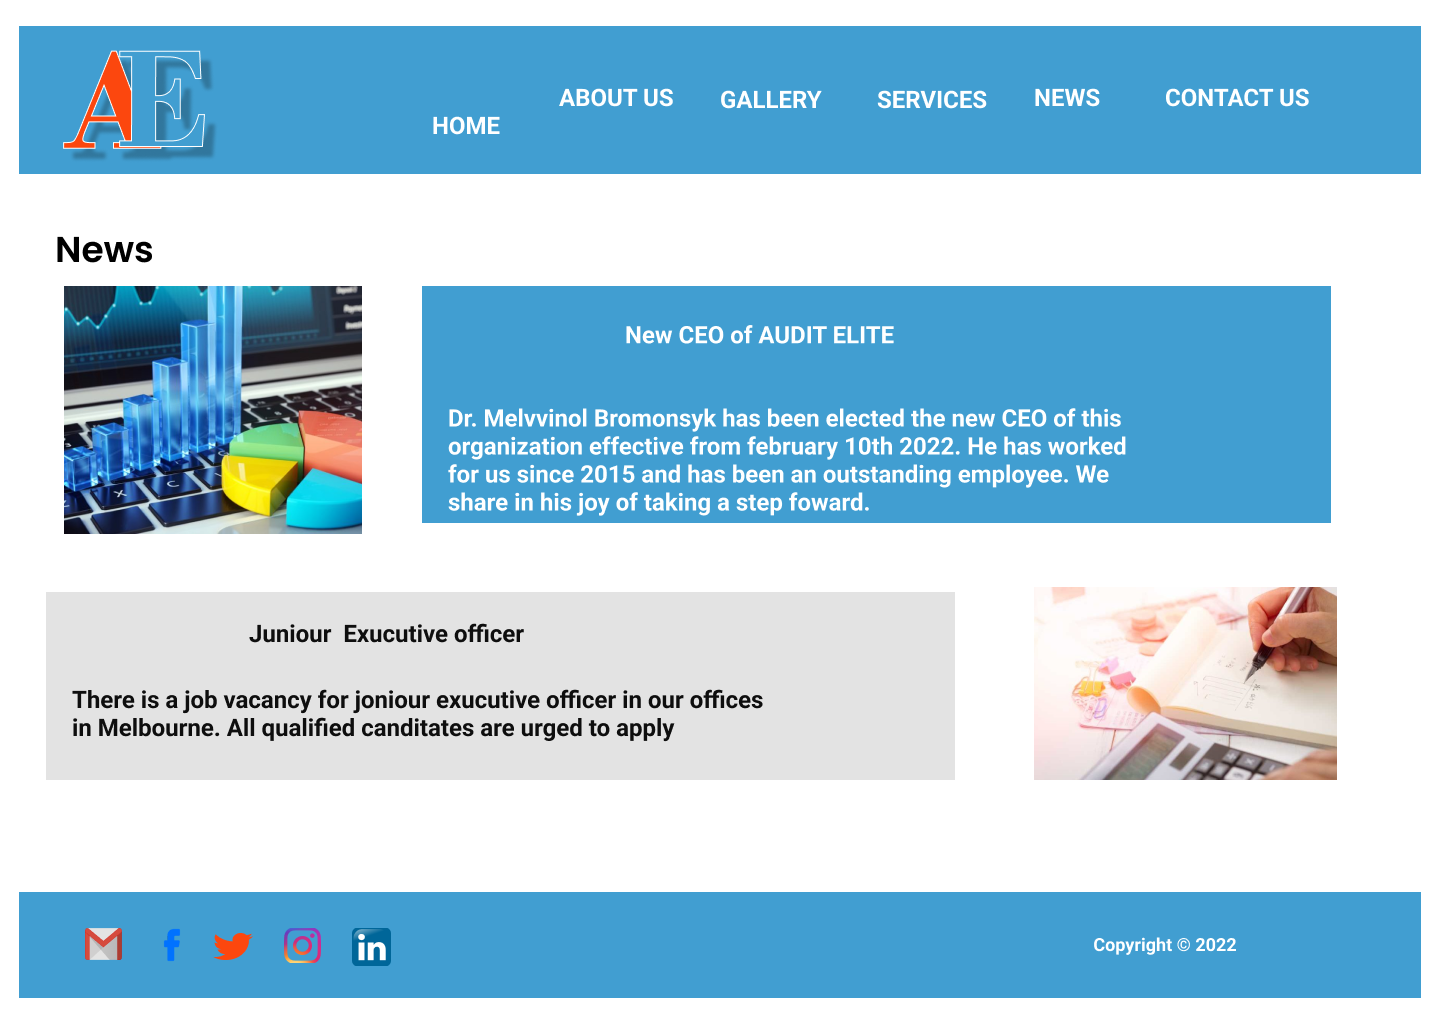 AE
HOME
ABOUT US
GALLERY
SERVICES
NEWS
CONTACT US
News
New CEO of AUDIT ELITE
Dr. Melvvinol Bromonsyk has been elected the new CEO of this
organization effective from february 10th 2022. He has worked
for us since 2015 and has been an outstanding employee. We
share in his joy of taking a step foward.
Juniour  Exucutive officer
There is a job vacancy for joniour exucutive officer in our offices
in Melbourne. All qualified canditates are urged to apply
in
Copyright © 2022